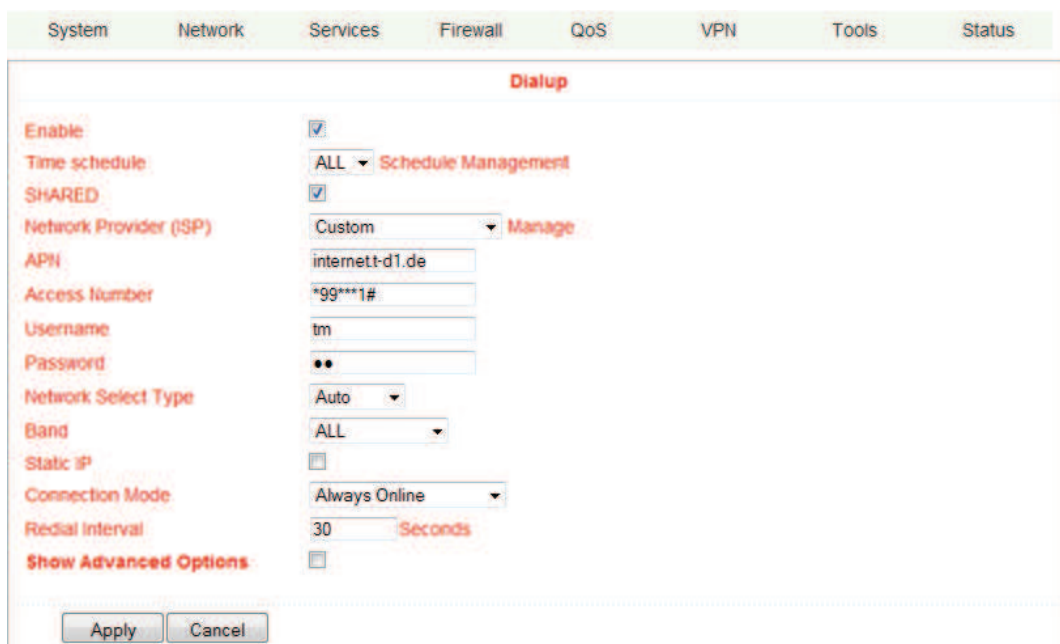 System Network Services Firewall QoS VPN Tools Status
Dialup
Enable
Time schedule ALL Schedule Management
SHARED
Network Provider (ISP) Custom Manage
APN internet.t-d1.de
Access Number *99***1#
Username tm
Password ●●
Network Select Type Auto
Band ALL
Static IP
Connection Mode Always Online
Redial Interval 30 Seconds
Show Advanced Options
Apply Cancel